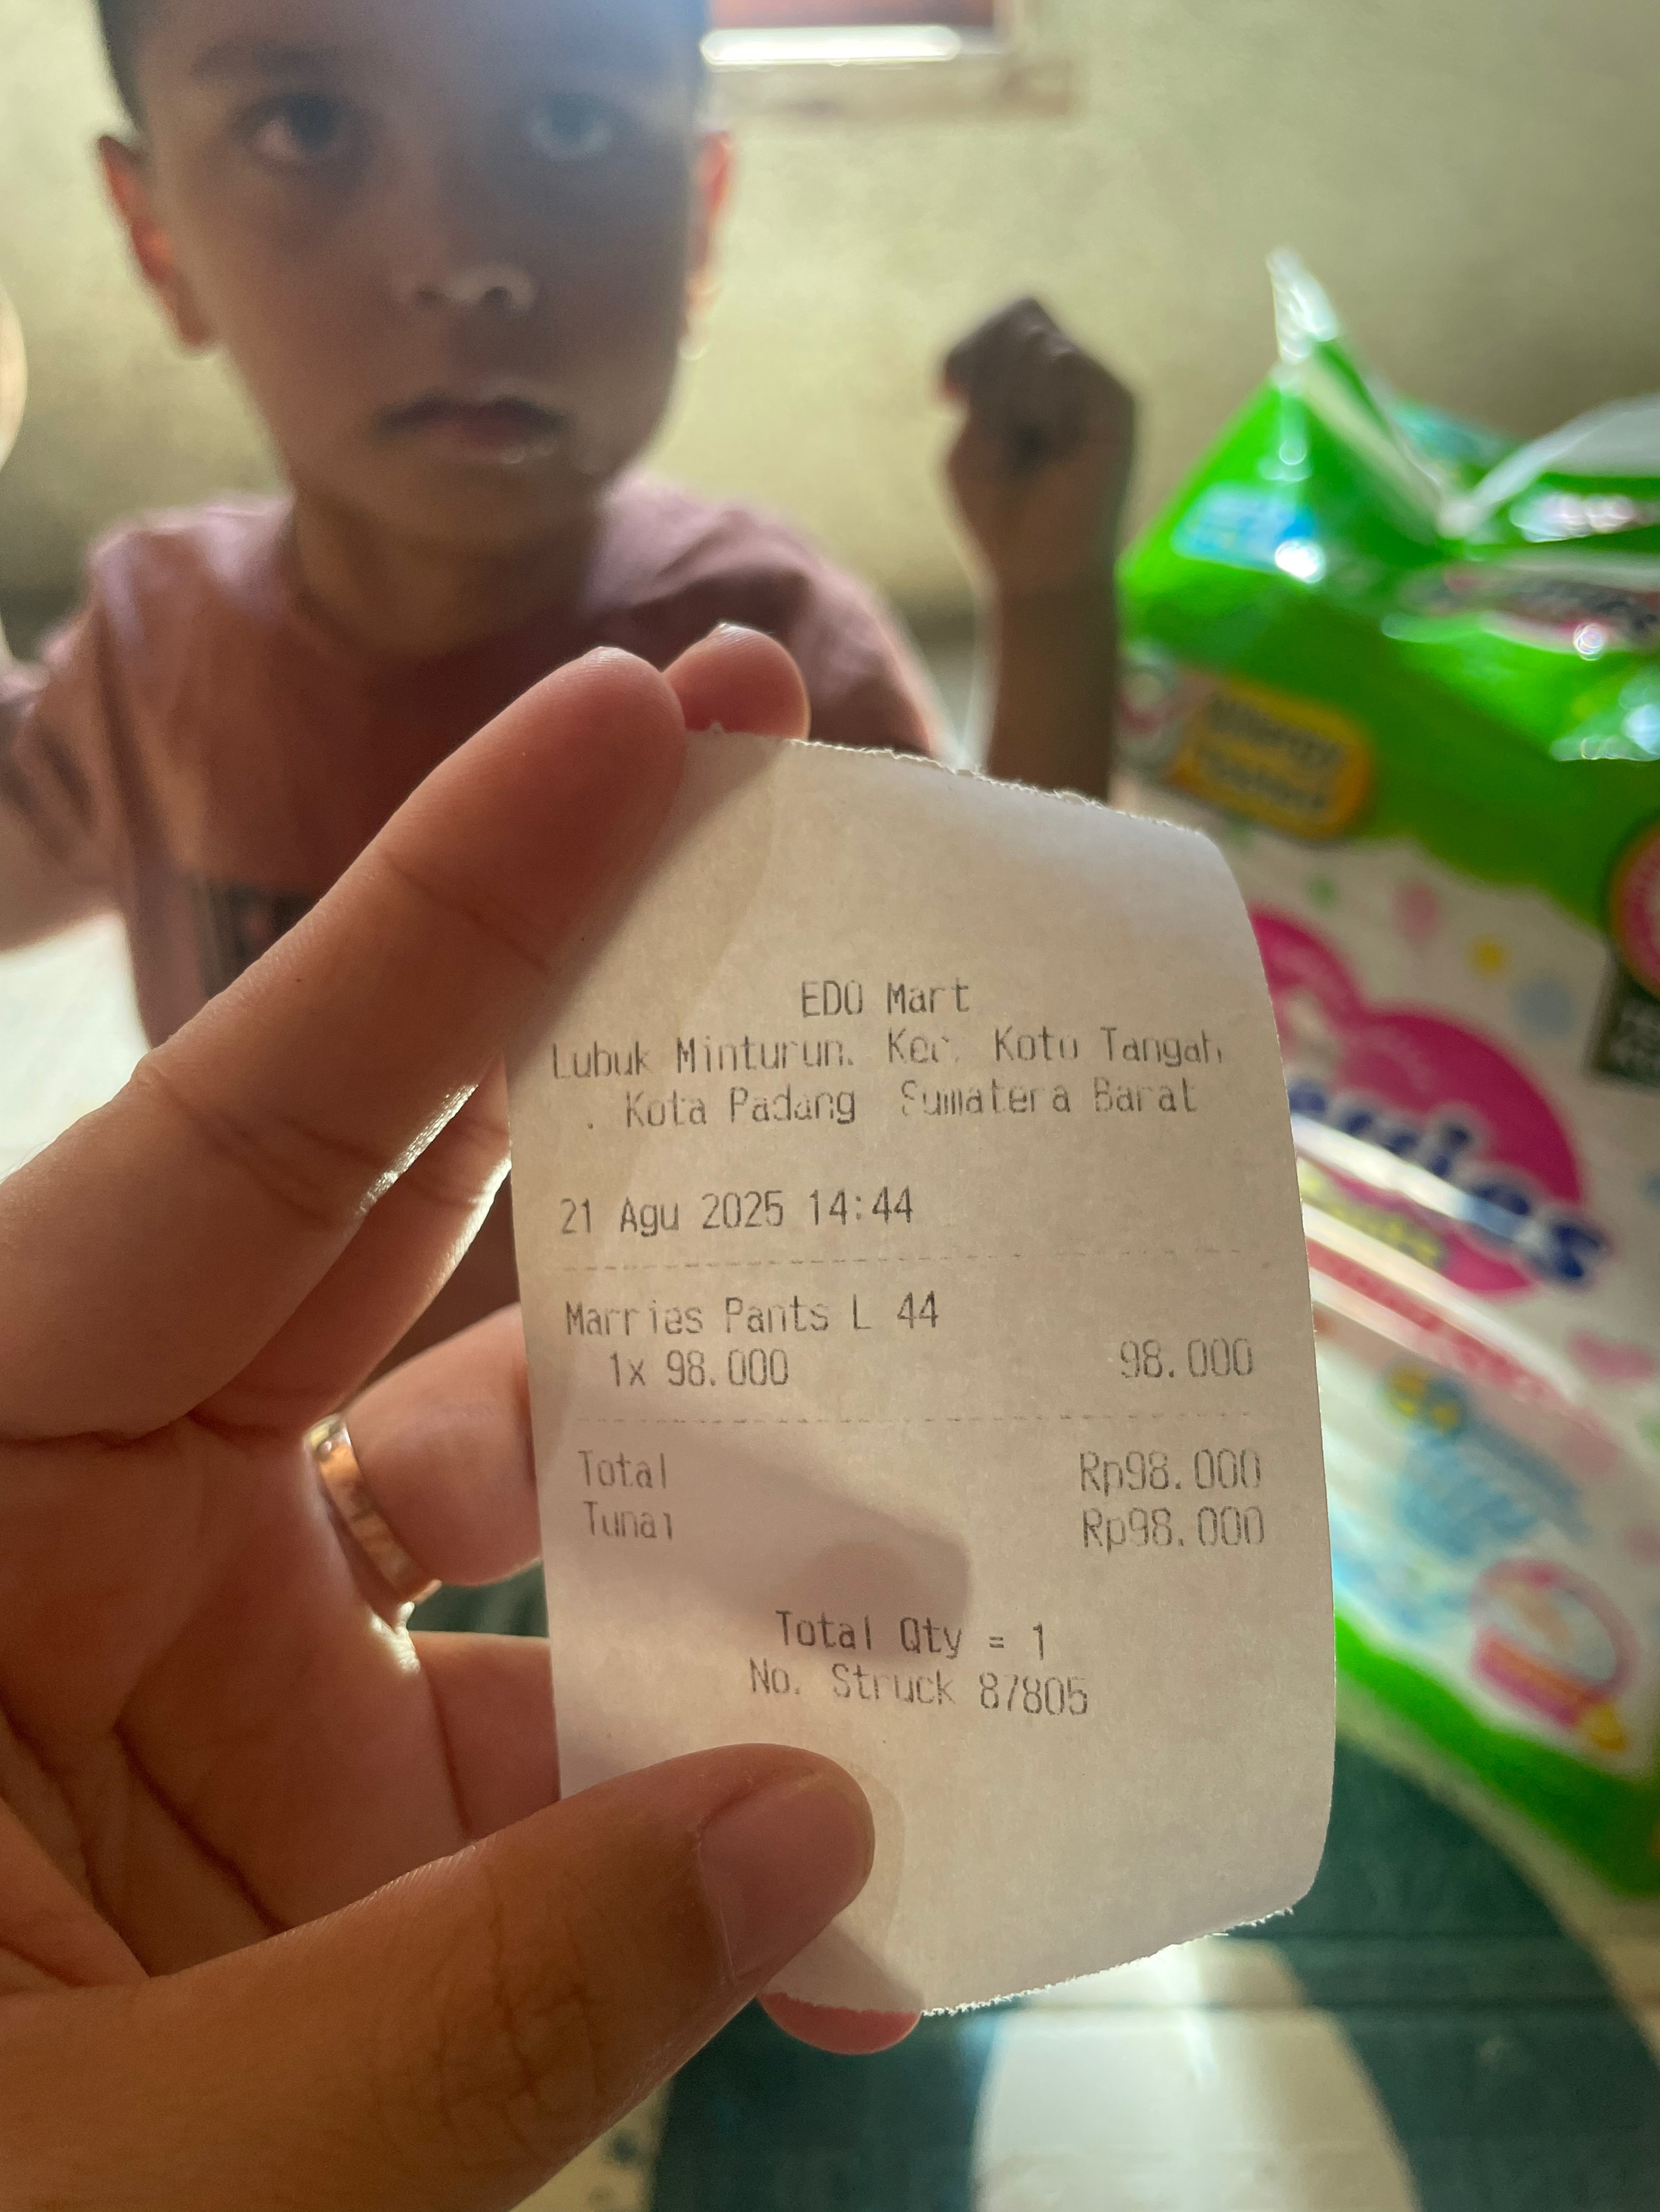 EDO Mart
Lubuk Minturun. Kec. Koto Tangah
. Kota Padang Sumatera Barat
21 Agu 2025 14:44
Marries Pants L 44
1x 98.000 98.000
Total Rp98.000
Tunai Rp98.000
Total Qty = 1
No. Struck 87805